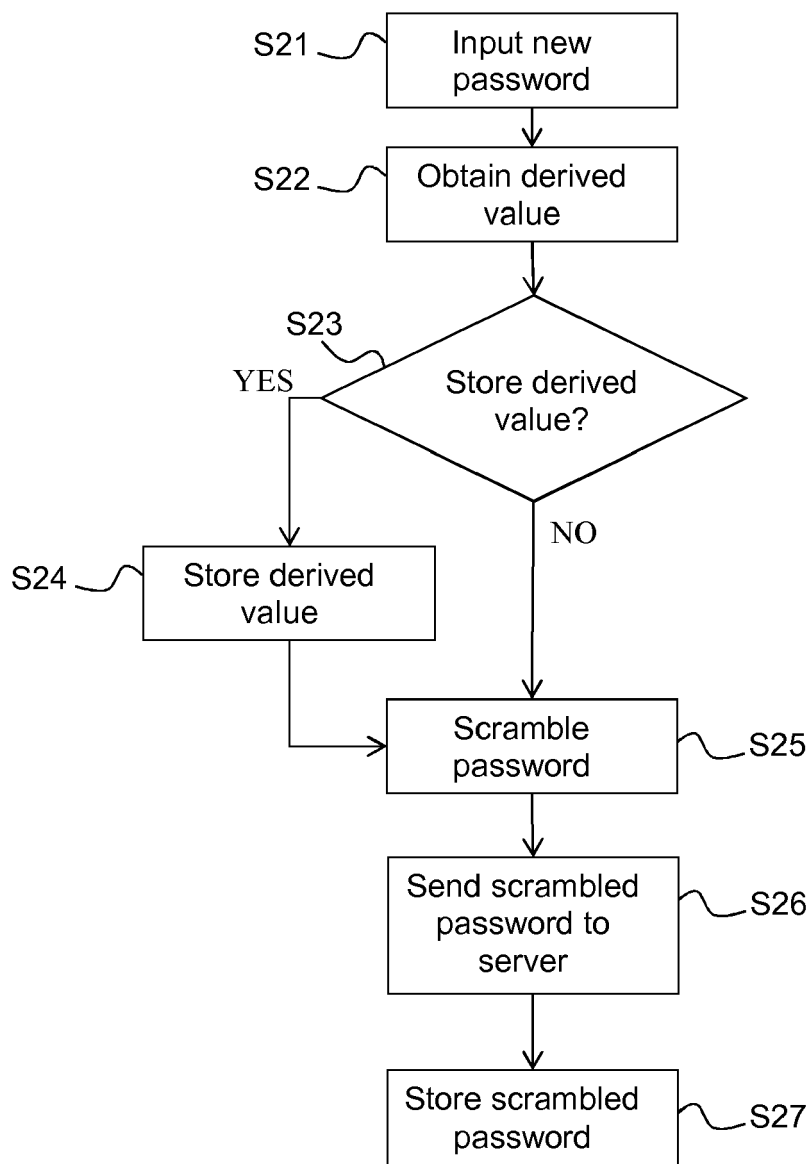 S21
Input new
password
S22
Obtain derived
value
S23
YES
Store derived
value?
NO
S24
Store derived
value
Scramble
password
S25
Send scrambled
password to
server
S26
Store scrambled
password
S27